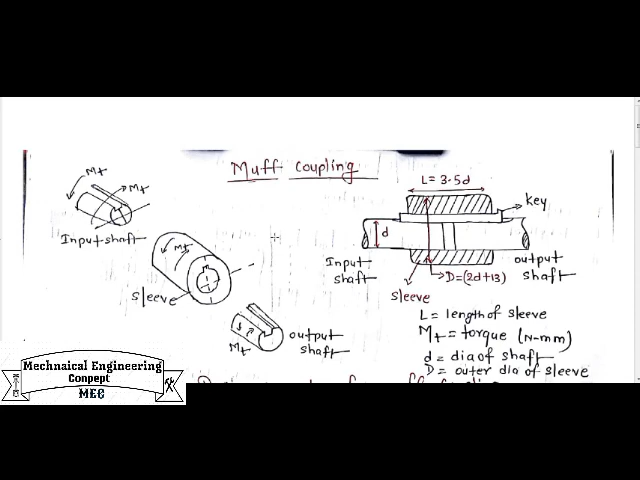 Muff coupling
L = 3.5d
Mt
Mt
Key
Input shaft
Mt
d
Input
shaft
output
shaft
D = (2d+13)
sleeve
sleeve
L = length of sleeve
Mt = torque (N-mm)
d = dia of shaft
D = outer dia of sleeve
output
shaft
Mt
Mechnaical Engineering
Conpept
MEC